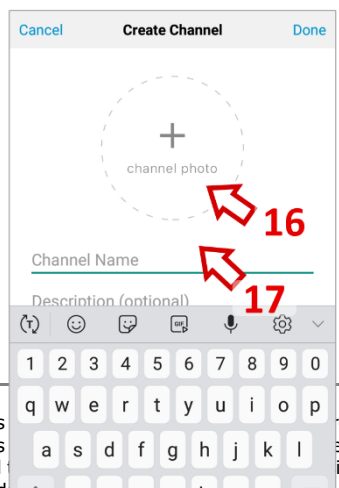 Cancel Create Channel Done
+
channel photo
16
Channel Name
17
Description (optional)
GIF
1 2 3 4 5 6 7 8 9 0
q w e r t y u i o p
a s d f g h j k l